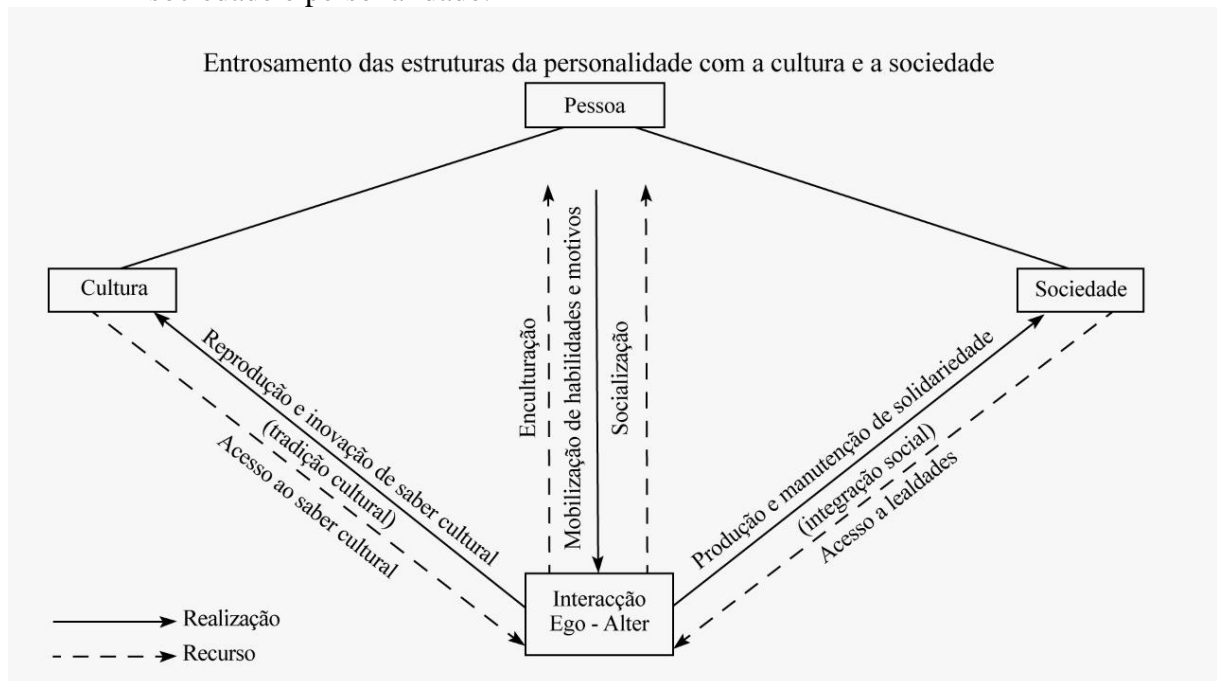 sociedade e personalidade.
Entrosamento das estruturas da personalidade com a cultura e a sociedade
Pessoa
Cultura
Sociedade
Enculturação
Mobilização de habilidades e motivos
Socialização
Reprodução e inovação de saber cultural
(tradição cultural)
Acesso ao saber cultural
Produção e manutenção de solidariedade
(integração social)
Acesso a lealdades
Interacção
Ego - Alter
Realização
Recurso